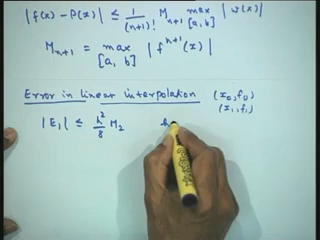 |f(x) - P(x)| ≤ 1/(n+1)! M_{n+1} max_{[a, b]} |w(x)|
M_{n+1} = max_{[a, b]} |f^{n+1}(x)|
Error in linear interpolation (x_0, f_0)
(x_1, f_1)
|E_1| ≤ h^2/8 M_2